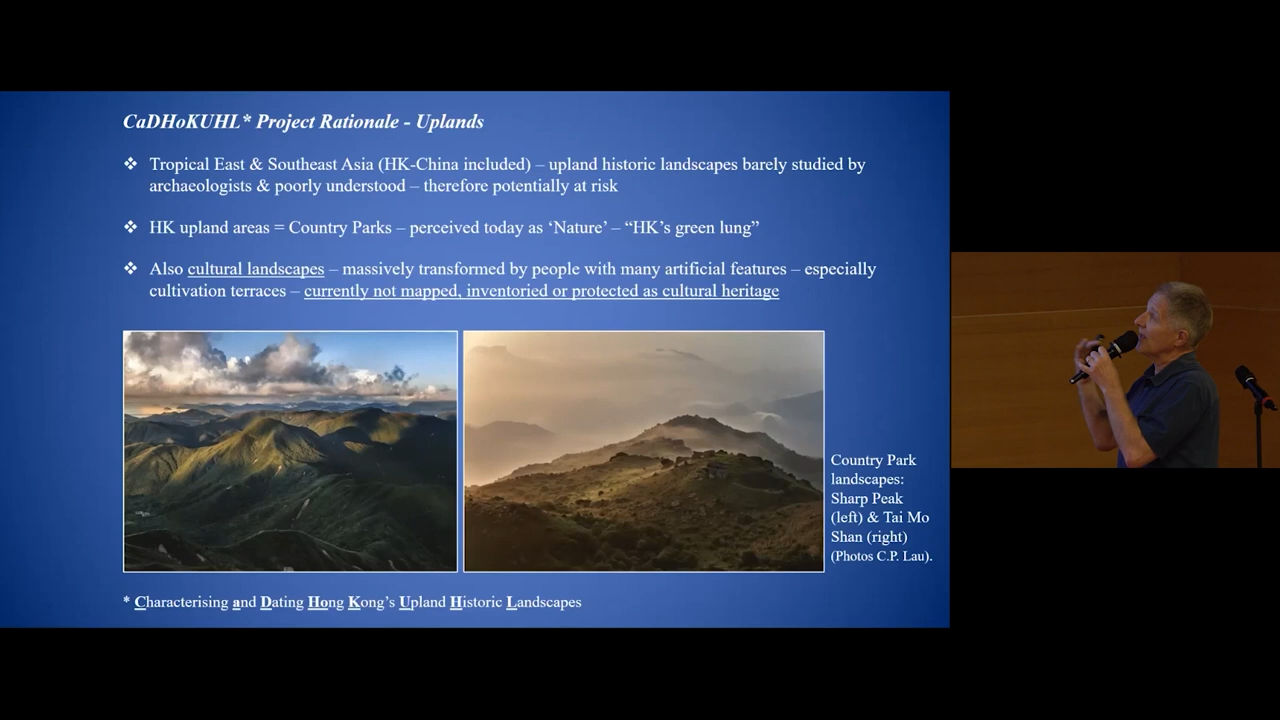 CaDHoKUHL* Project Rationale - Uplands
❖ Tropical East & Southeast Asia (HK-China included) – upland historic landscapes barely studied by
archaeologists & poorly understood – therefore potentially at risk
❖ HK upland areas = Country Parks – perceived today as ‘Nature’ – “HK’s green lung”
❖ Also cultural landscapes – massively transformed by people with many artificial features – especially
cultivation terraces – currently not mapped, inventoried or protected as cultural heritage
Country Park
landscapes:
Sharp Peak
(left) & Tai Mo
Shan (right)
(Photos C.P. Lau).
* Characterising and Dating Hong Kong’s Upland Historic Landscapes